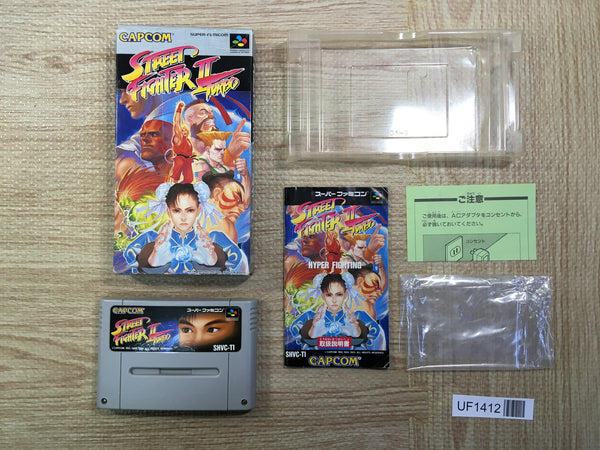 CAPCOM
SUPER FAMICOM
STREET
FIGHTER II
TURBO
スーパーファミコン
STREET
FIGHTER II
TURBO
HYPER FIGHTING
取扱説明書
SHVC-TI
CAPCOM
ご注意
ご使用後は、ACアダプタをコンセントから、
必ず抜いておいてください。
コンセント
CAPCOM
スーパーファミコン
STREET
FIGHTER II
TURBO
SHVC-TI
UF1412